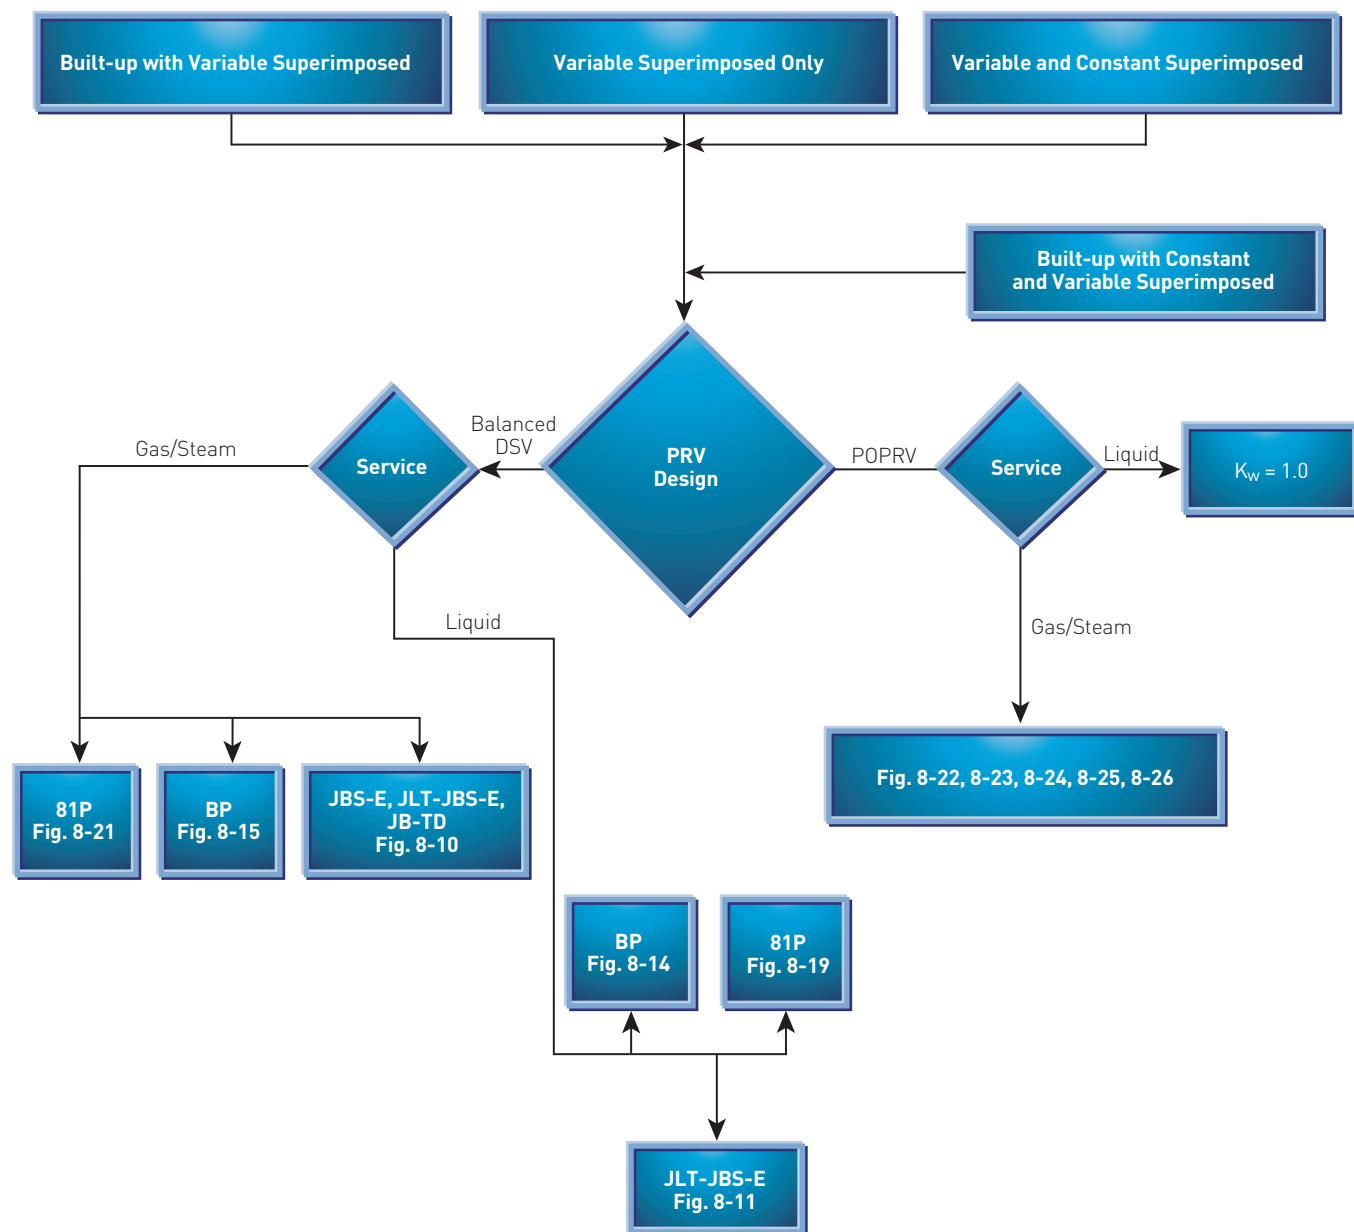 Built-up with Variable Superimposed
Variable Superimposed Only
Variable and Constant Superimposed
Built-up with Constant
and Variable Superimposed
Gas/Steam
Service
Balanced
DSV
PRV
Design
POPRV
Service
Liquid
Kw = 1.0
Liquid
Gas/Steam
81P
Fig. 8-21
BP
Fig. 8-15
JBS-E, JLT-JBS-E,
JB-TD
Fig. 8-10
Fig. 8-22, 8-23, 8-24, 8-25, 8-26
BP
Fig. 8-14
81P
Fig. 8-19
JLT-JBS-E
Fig. 8-11